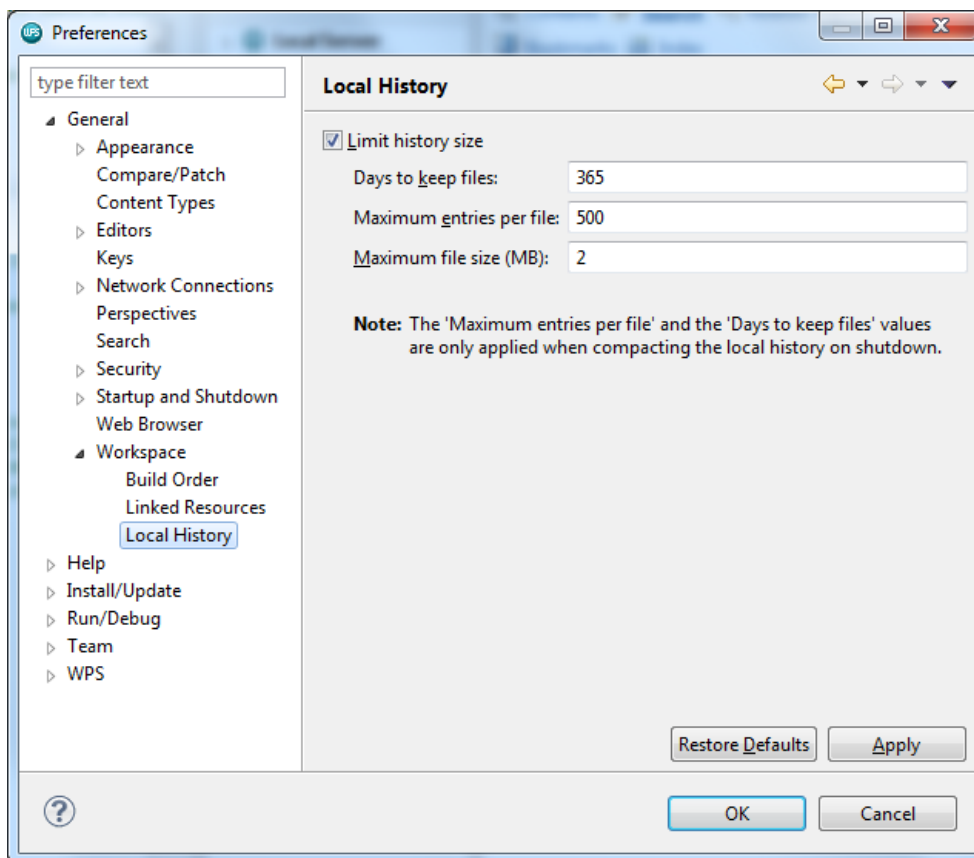 WPS Preferences
type filter text
General
Appearance
Compare/Patch
Content Types
Editors
Keys
Network Connections
Perspectives
Search
Security
Startup and Shutdown
Web Browser
Workspace
Build Order
Linked Resources
Local History
Help
Install/Update
Run/Debug
Team
WPS
Local History
Limit history size
Days to keep files: 365
Maximum entries per file: 500
Maximum file size (MB): 2
Note: The 'Maximum entries per file' and the 'Days to keep files' values
are only applied when compacting the local history on shutdown.
Restore Defaults Apply
? OK Cancel